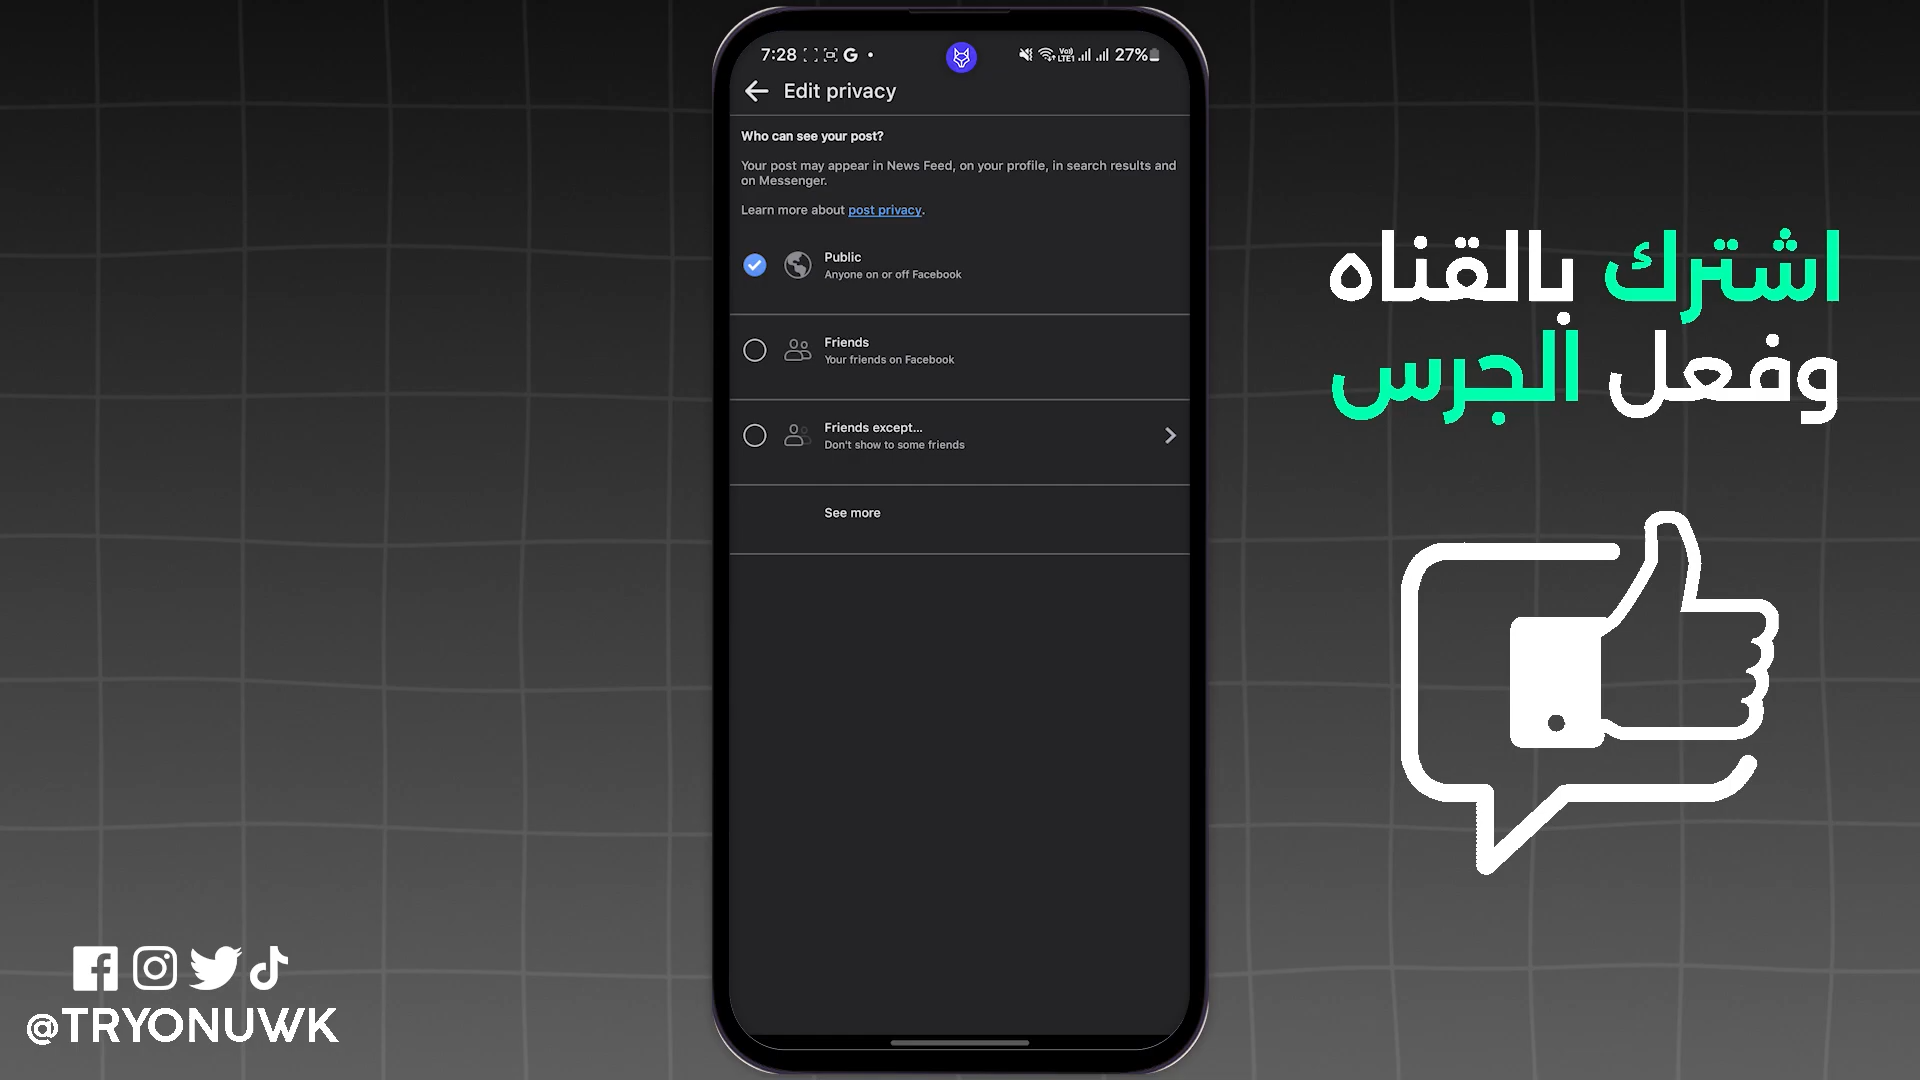 7:28
27%
Edit privacy
Who can see your post?
Your post may appear in News Feed, on your profile, in search results and
on Messenger.
Learn more about post privacy.
Public
Anyone on or off Facebook
Friends
Your friends on Facebook
Friends except...
Don't show to some friends
See more
اشترك بالقناه
وفعل الجرس
@TRYONUWK